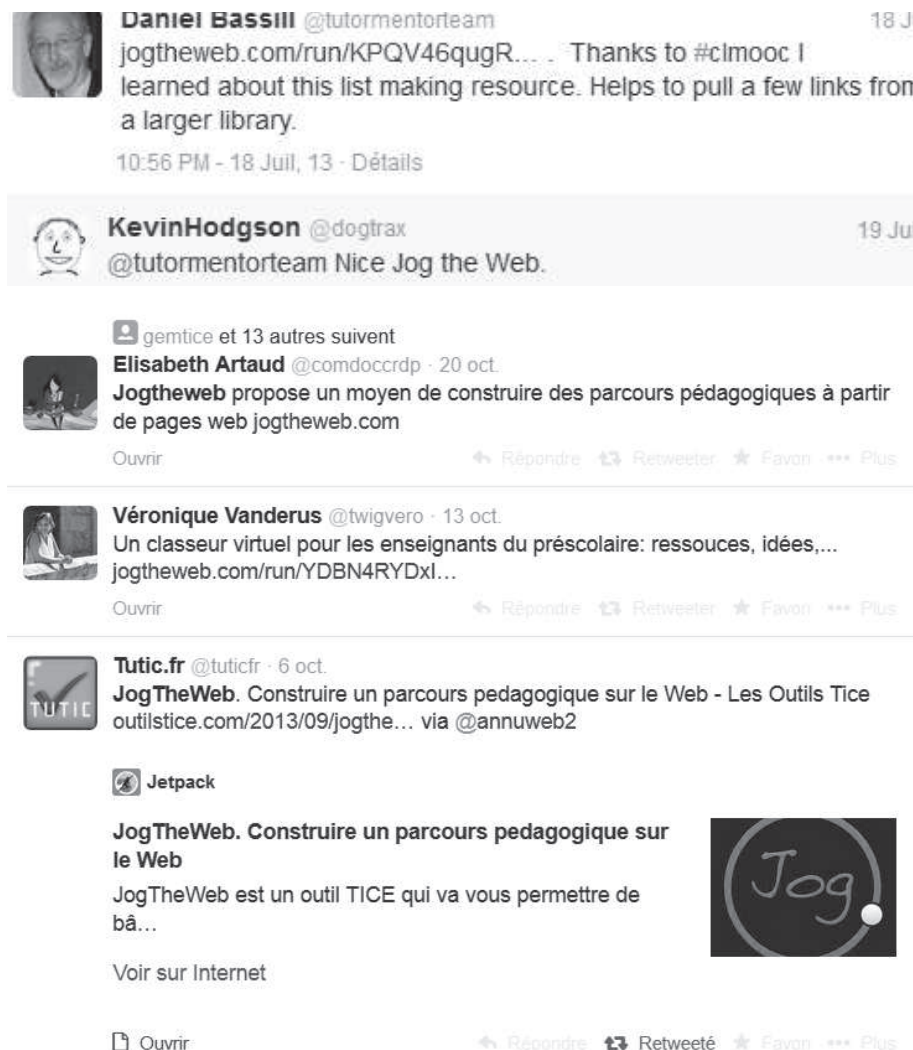 Daniel Bassill @tutormentorteam 18 J
jogtheweb.com/run/KPQV46qugR... . Thanks to #clmooc I
learned about this list making resource. Helps to pull a few links from
a larger library.
10:56 PM - 18 Juil, 13 · Détails
KevinHodgson @dogtrax 19 Jui
@tutormentorteam Nice Jog the Web.
gemtice et 13 autres suivent
Elisabeth Artaud @comdoccrdp · 20 oct.
Jogtheweb propose un moyen de construire des parcours pédagogiques à partir
de pages web jogtheweb.com
Ouvrir Répondre Retweeter Favori Plus
Véronique Vanderus @twigvero · 13 oct.
Un classeur virtuel pour les enseignants du préscolaire: ressouces, idées,...
jogtheweb.com/run/YDBN4RYDxI...
Ouvrir Répondre Retweeter Favori Plus
TUTIC
Tutic.fr @tuticfr · 6 oct.
JogTheWeb. Construire un parcours pedagogique sur le Web - Les Outils Tice
outilstice.com/2013/09/jogthe... via @annuweb2
Jetpack
JogTheWeb. Construire un parcours pedagogique sur
le Web
JogTheWeb est un outil TICE qui va vous permettre de
bâ...
Jog
Voir sur Internet
Ouvrir Répondre Retweeté Favori Plus